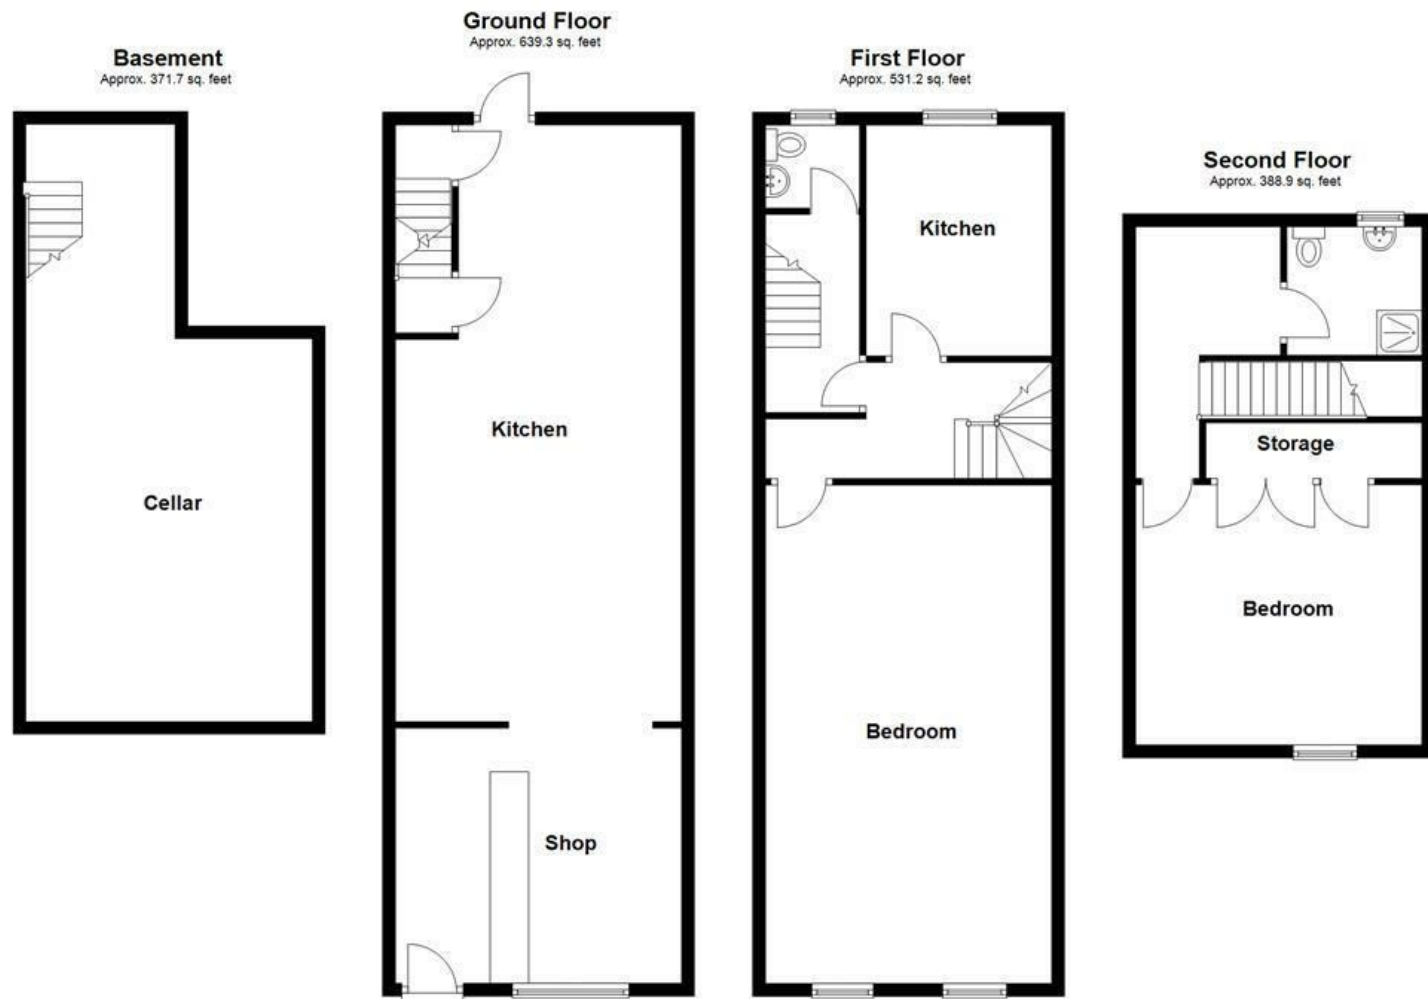 Basement
Approx. 371.7 sq. feet
Cellar
Ground Floor
Approx. 639.3 sq. feet
Kitchen
Shop
First Floor
Approx. 531.2 sq. feet
Kitchen
Bedroom
Second Floor
Approx. 388.9 sq. feet
Storage
Bedroom